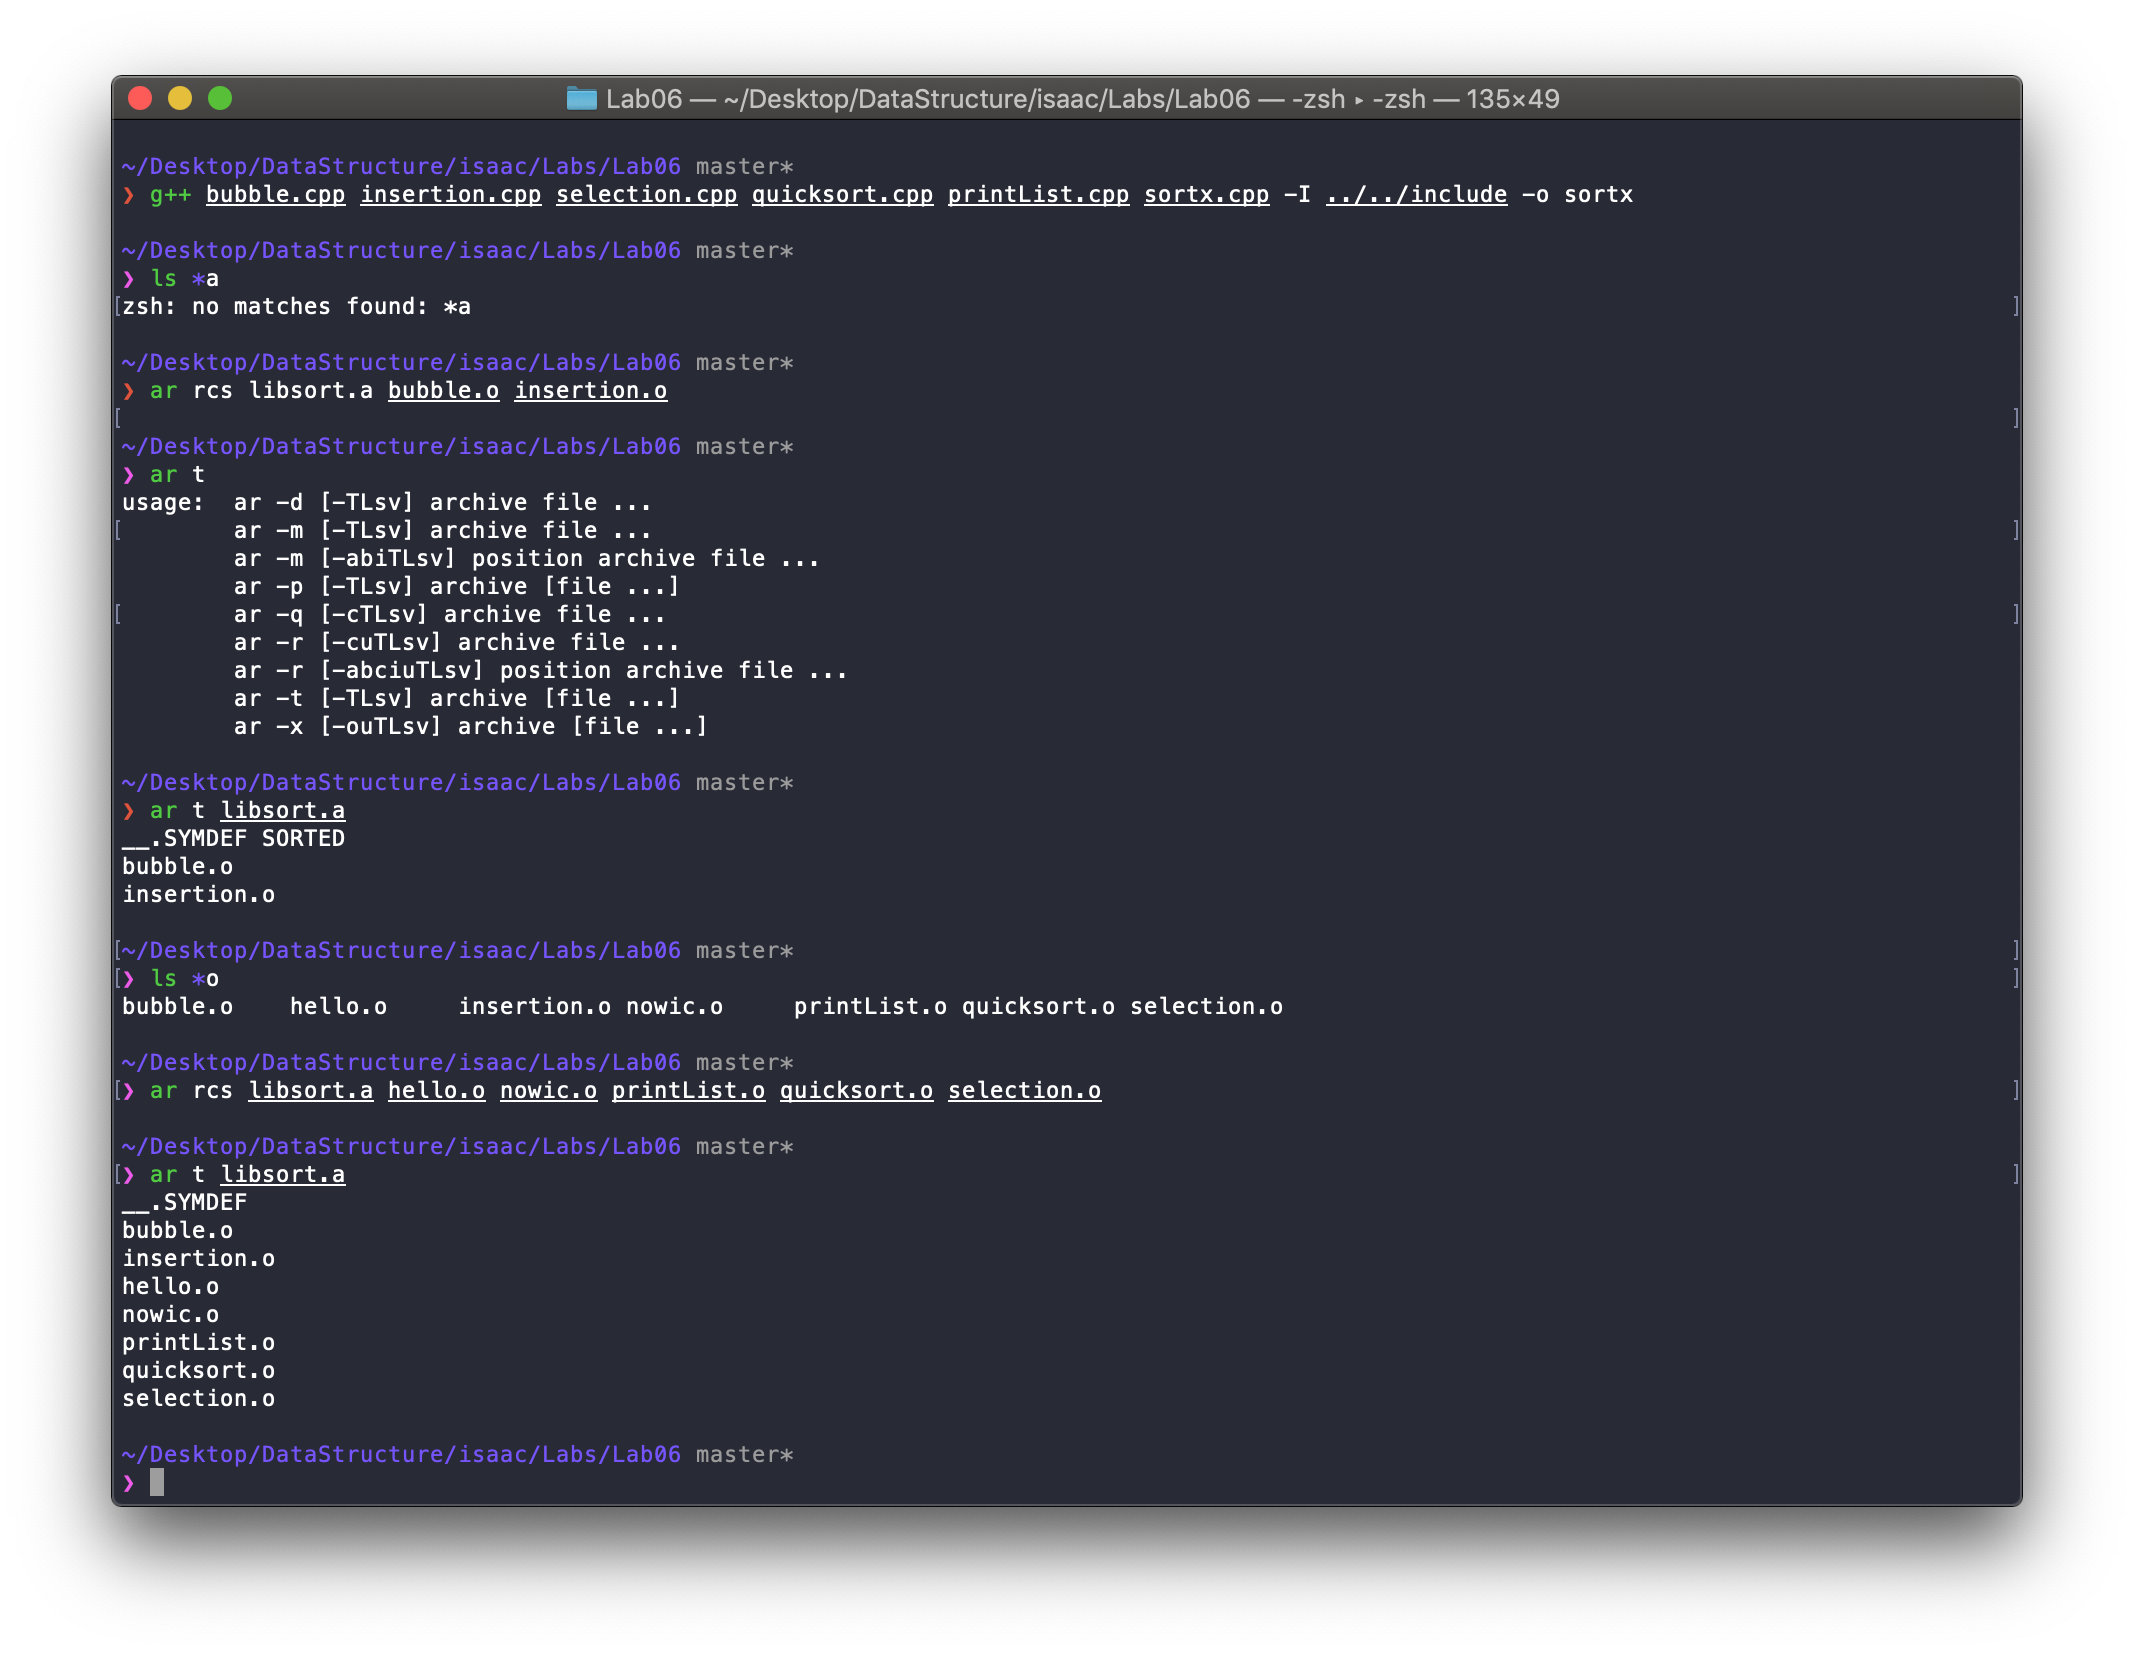 Lab06 — ~/Desktop/DataStructure/isaac/Labs/Lab06 — -zsh ▸ -zsh — 135×49
~/Desktop/DataStructure/isaac/Labs/Lab06 master*
❯ g++ bubble.cpp insertion.cpp selection.cpp quicksort.cpp printList.cpp sortx.cpp -I ../../include -o sortx
~/Desktop/DataStructure/isaac/Labs/Lab06 master*
❯ ls *a
[zsh: no matches found: *a ]
~/Desktop/DataStructure/isaac/Labs/Lab06 master*
❯ ar rcs libsort.a bubble.o insertion.o
[ ]
~/Desktop/DataStructure/isaac/Labs/Lab06 master*
❯ ar t
usage:  ar -d [-TLsv] archive file ...
[        ar -m [-TLsv] archive file ... ]
        ar -m [-abiTLsv] position archive file ...
        ar -p [-TLsv] archive [file ...]
[        ar -q [-cTLsv] archive file ... ]
        ar -r [-cuTLsv] archive file ...
        ar -r [-abciuTLsv] position archive file ...
        ar -t [-TLsv] archive [file ...]
        ar -x [-ouTLsv] archive [file ...]
~/Desktop/DataStructure/isaac/Labs/Lab06 master*
❯ ar t libsort.a
__.SYMDEF SORTED
bubble.o
insertion.o
[~/Desktop/DataStructure/isaac/Labs/Lab06 master* ]
[❯ ls *o ]
bubble.o    hello.o     insertion.o nowic.o     printList.o quicksort.o selection.o
~/Desktop/DataStructure/isaac/Labs/Lab06 master*
[❯ ar rcs libsort.a hello.o nowic.o printList.o quicksort.o selection.o ]
~/Desktop/DataStructure/isaac/Labs/Lab06 master*
[❯ ar t libsort.a ]
__.SYMDEF
bubble.o
insertion.o
hello.o
nowic.o
printList.o
quicksort.o
selection.o
~/Desktop/DataStructure/isaac/Labs/Lab06 master*
❯